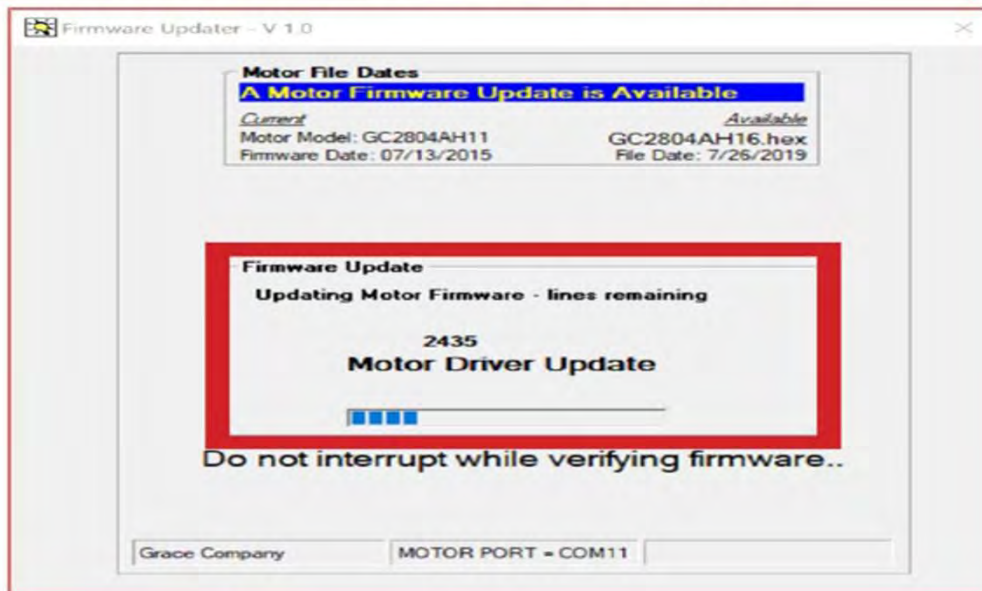 Firmware Updater - V 1.0
Motor File Dates
A Motor Firmware Update is Available
Current Available
Motor Model: GC2804AH11 GC2804AH16.hex
Firmware Date: 07/13/2015 File Date: 7/26/2019
Firmware Update
Updating Motor Firmware - lines remaining
2435
Motor Driver Update
Do not interrupt while verifying firmware..
Grace Company MOTOR PORT = COM11